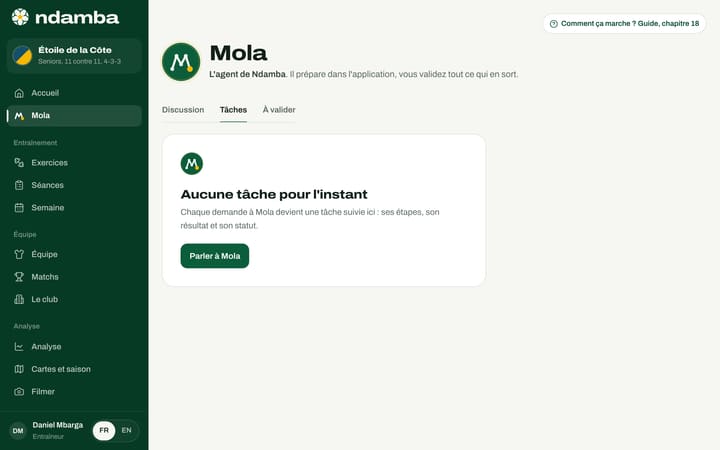 ndamba
Étoile de la Côte
Seniors, 11 contre 11, 4-3-3
Accueil
Mola
Entraînement
Exercices
Séances
Semaine
Équipe
Équipe
Matchs
Le club
Analyse
Analyse
Cartes et saison
Filmer
DM
Daniel Mbarga
Entraîneur
FR
EN
Comment ça marche ? Guide, chapitre 18
Mola
L'agent de Ndamba. Il prépare dans l'application, vous validez tout ce qui en sort.
Discussion
Tâches
À valider
Aucune tâche pour l'instant
Chaque demande à Mola devient une tâche suivie ici : ses étapes, son
résultat et son statut.
Parler à Mola